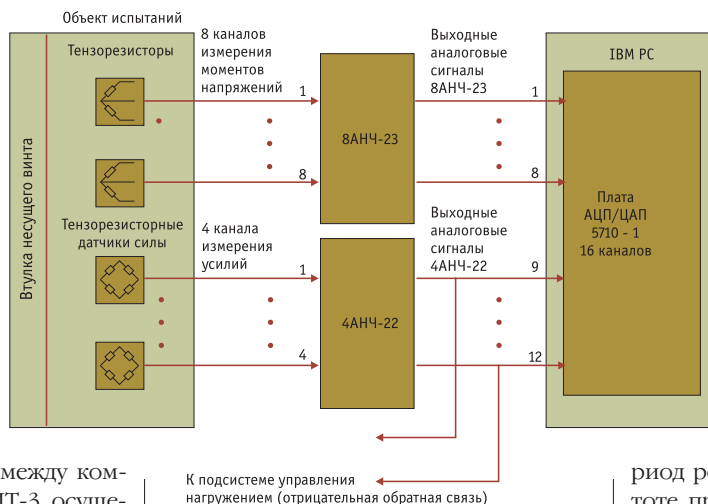 Объект испытаний
Втулка несущего винта
Тензорезисторы
8 каналов
измерения
моментов
напряжений
1
8
Тензорезисторные
датчики силы
4 канала
измерения
усилий
1
4
8АНЧ-23
4АНЧ-22
Выходные
аналоговые
сигналы
8АНЧ-23
1
8
Выходные
аналоговые
сигналы
4АНЧ-22
9
12
IBM PC
Плата
АЦП/ЦАП
5710 - 1
16 каналов
К подсистеме управления
нагружением (отрицательная обратная связь)
между ком-